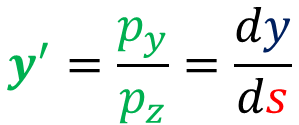 y′ = p_y / p_z = dy / ds